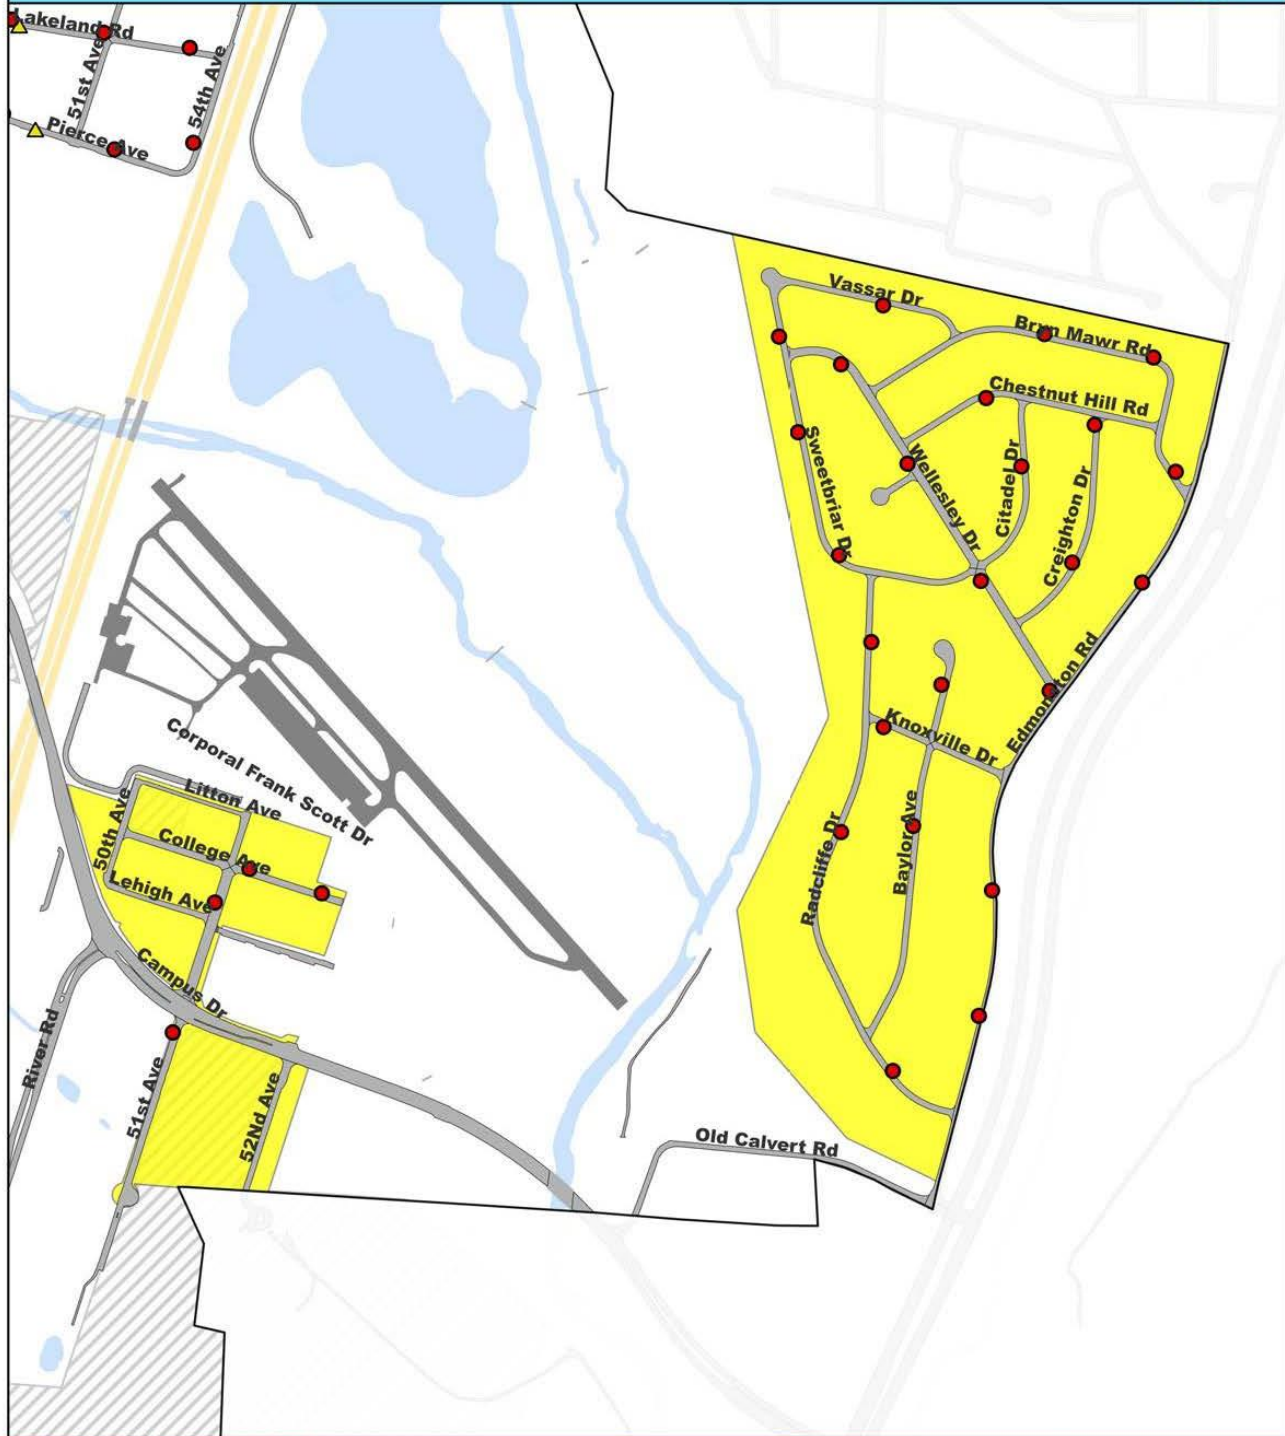 Lakeland Rd
51st Ave
54th Ave
Pierce Ave
Vassar Dr
Bryn Mawr Rd
Chestnut Hill Rd
Sweetbriar Dr
Wellesley Dr
Citadel Dr
Creighton Dr
Edmonton Rd
Knoxville Dr
Corporal Frank Scott Dr
Litton Ave
50th Ave
College Ave
Lehigh Ave
Radcliffe Dr
Baylor Ave
Campus Dr
River Rd
51st Ave
52Nd Ave
Old Calvert Rd